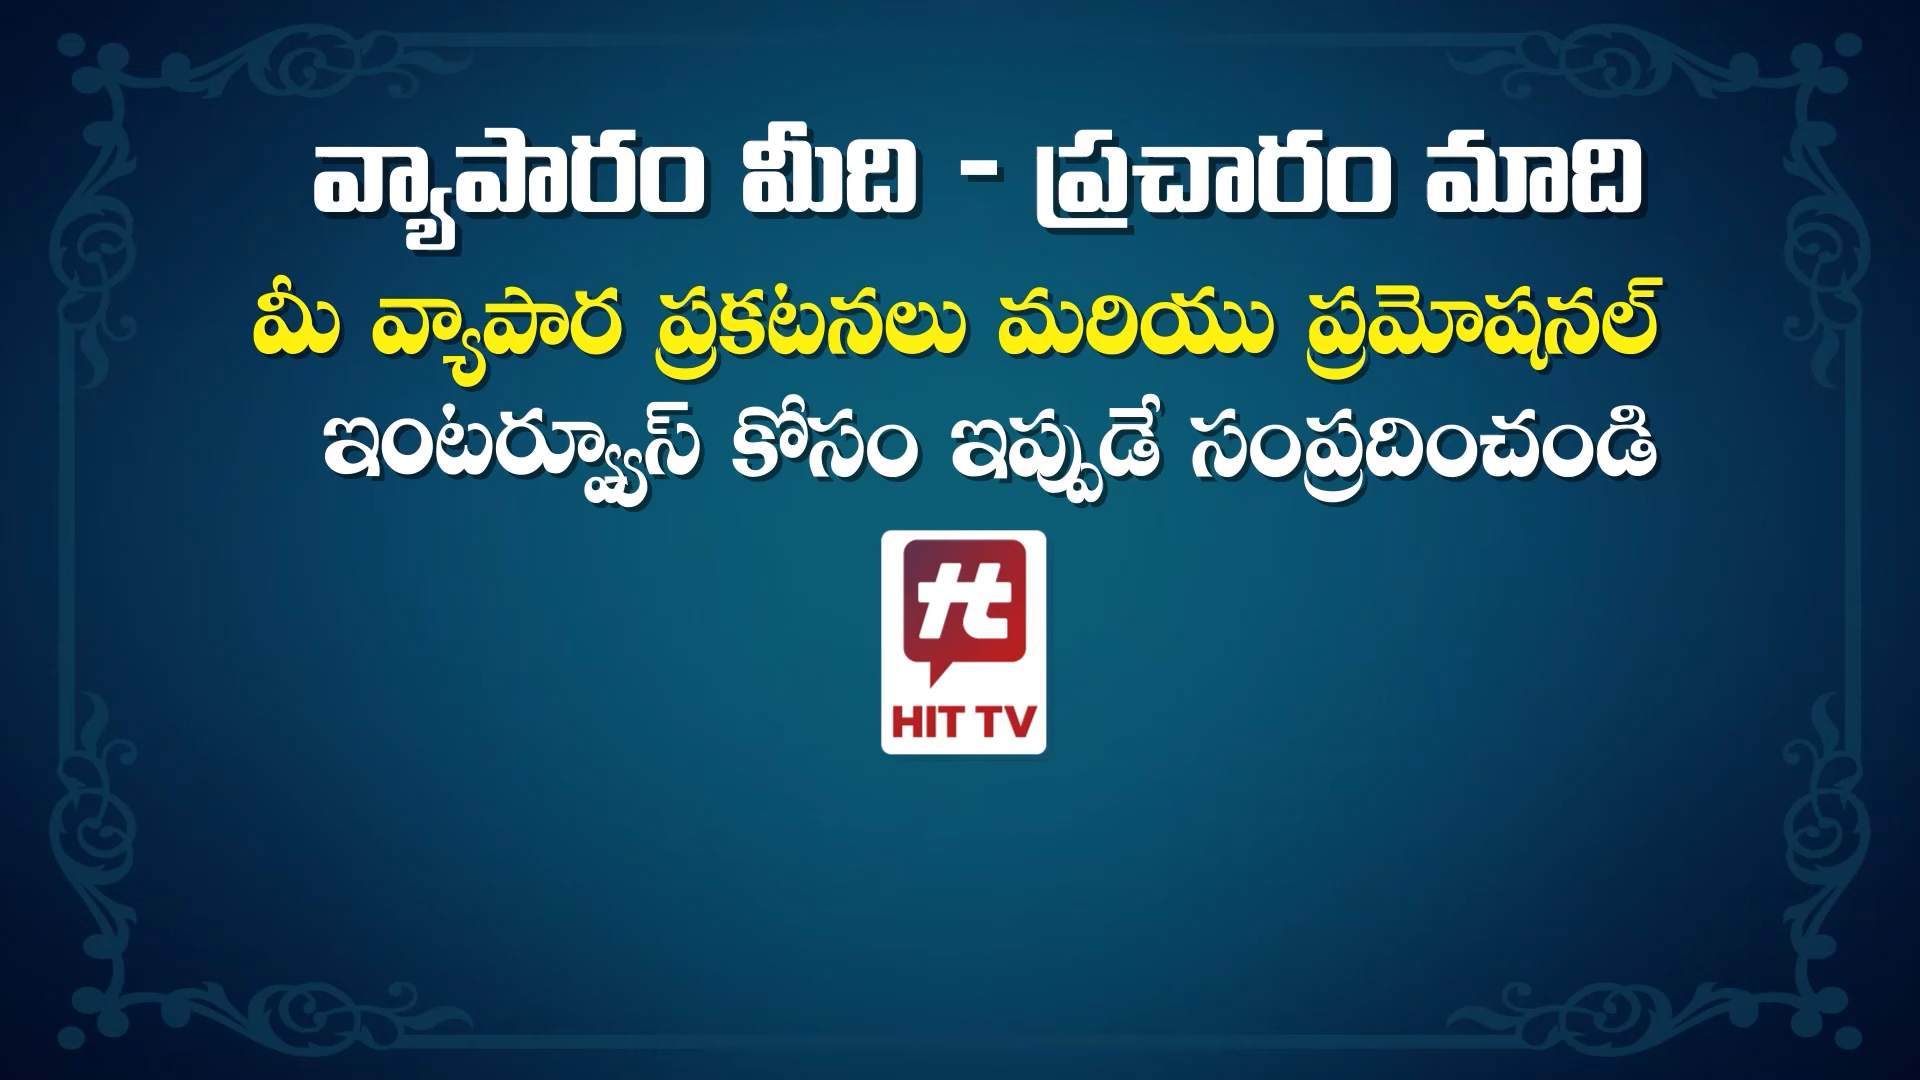 వ్యాపారం మీది - ప్రచారం మాది
మీ వ్యాపార ప్రకటనలు మరియు ప్రమోషనల్
ఇంటర్వ్యూస్ కోసం ఇప్పుడే సంప్రదించండి
HIT TV